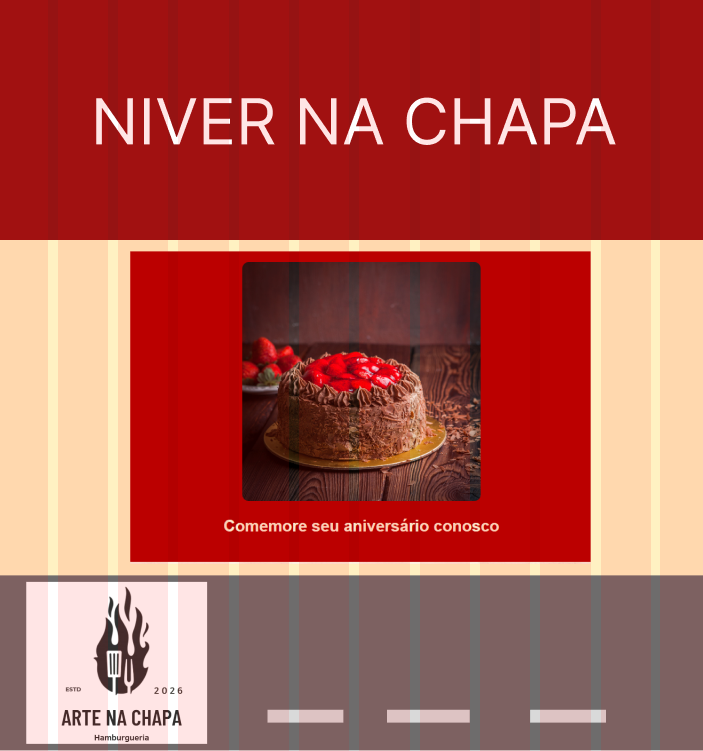 NIVER NA CHAPA
Comemore seu aniversário conosco
ESTD 2026
ARTE NA CHAPA
Hamburgueria